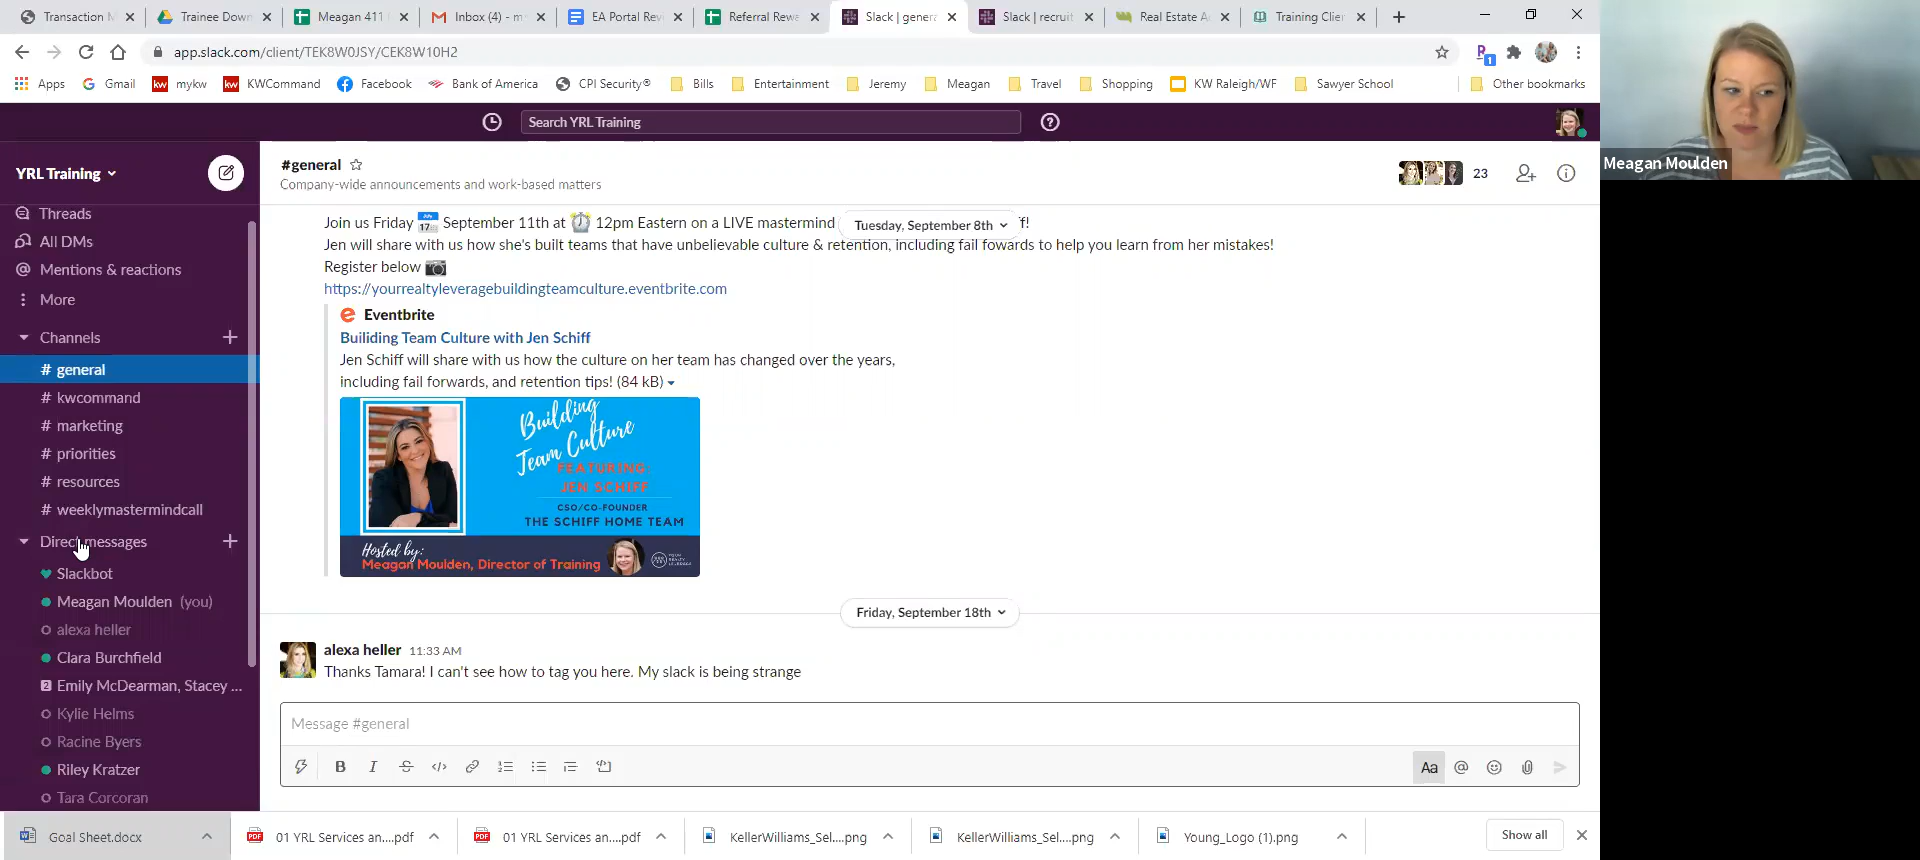 Transaction M
Trainee Down
Meagan 411
Inbox (4) - m
EA Portal Rev
Referral Rewa
Slack | genera
Slack | recruit
Real Estate A
Training Clie
app.slack.com/client/TEK8W0JSY/CEK8W10H2
1
Apps
Gmail
kw mykw
kw KWCommand
Facebook
Bank of America
CPI Security®
Bills
Entertainment
Jeremy
Meagan
Travel
Shopping
KW Raleigh/WF
Sawyer School
Other bookmarks
Search YRL Training
YRL Training
Threads
All DMs
Mentions & reactions
More
Channels
# general
# kwcommand
# marketing
# priorities
# resources
# weeklymastermindcall
Direct messages
Slackbot
Meagan Moulden (you)
alexa heller
Clara Burchfield
2 Emily McDearman, Stacey ...
Kylie Helms
Racine Byers
Riley Kratzer
Tara Corcoran
#general
Company-wide announcements and work-based matters
23
Tuesday, September 8th
Join us Friday September 11th at 12pm Eastern on a LIVE mastermind
Jen will share with us how she's built teams that have unbelievable culture & retention, including fail fowards to help you learn from her mistakes!
Register below
https://yourrealtyleveragebuildingteamculture.eventbrite.com
Eventbrite
Builiding Team Culture with Jen Schiff
Jen Schiff will share with us how the culture on her team has changed over the years,
including fail forwards, and retention tips! (84 kB)
Building
Team Culture
FEATURING:
JEN SCHIFF
CSO/CO-FOUNDER
THE SCHIFF HOME TEAM
Hosted by:
Meagan Moulden, Director of Training
Friday, September 18th
alexa heller 11:33 AM
Thanks Tamara! I can't see how to tag you here. My slack is being strange
Message #general
B I S </> Aa @
Goal Sheet.docx
01 YRL Services an....pdf
01 YRL Services an....pdf
KellerWilliams_Sel....png
KellerWilliams_Sel....png
Young_Logo (1).png
Show all
Meagan Moulden